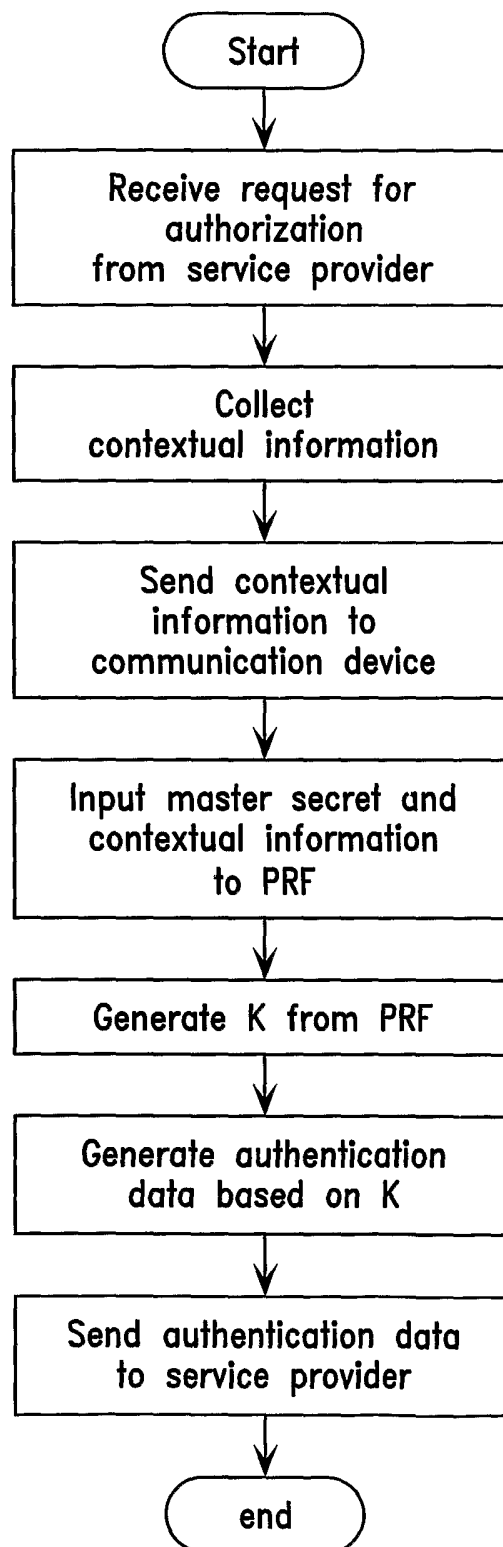 Start
Receive request for
authorization
from service provider
Collect
contextual information
Send contextual
information to
communication device
Input master secret and
contextual information
to PRF
Generate K from PRF
Generate authentication
data based on K
Send authentication data
to service provider
end